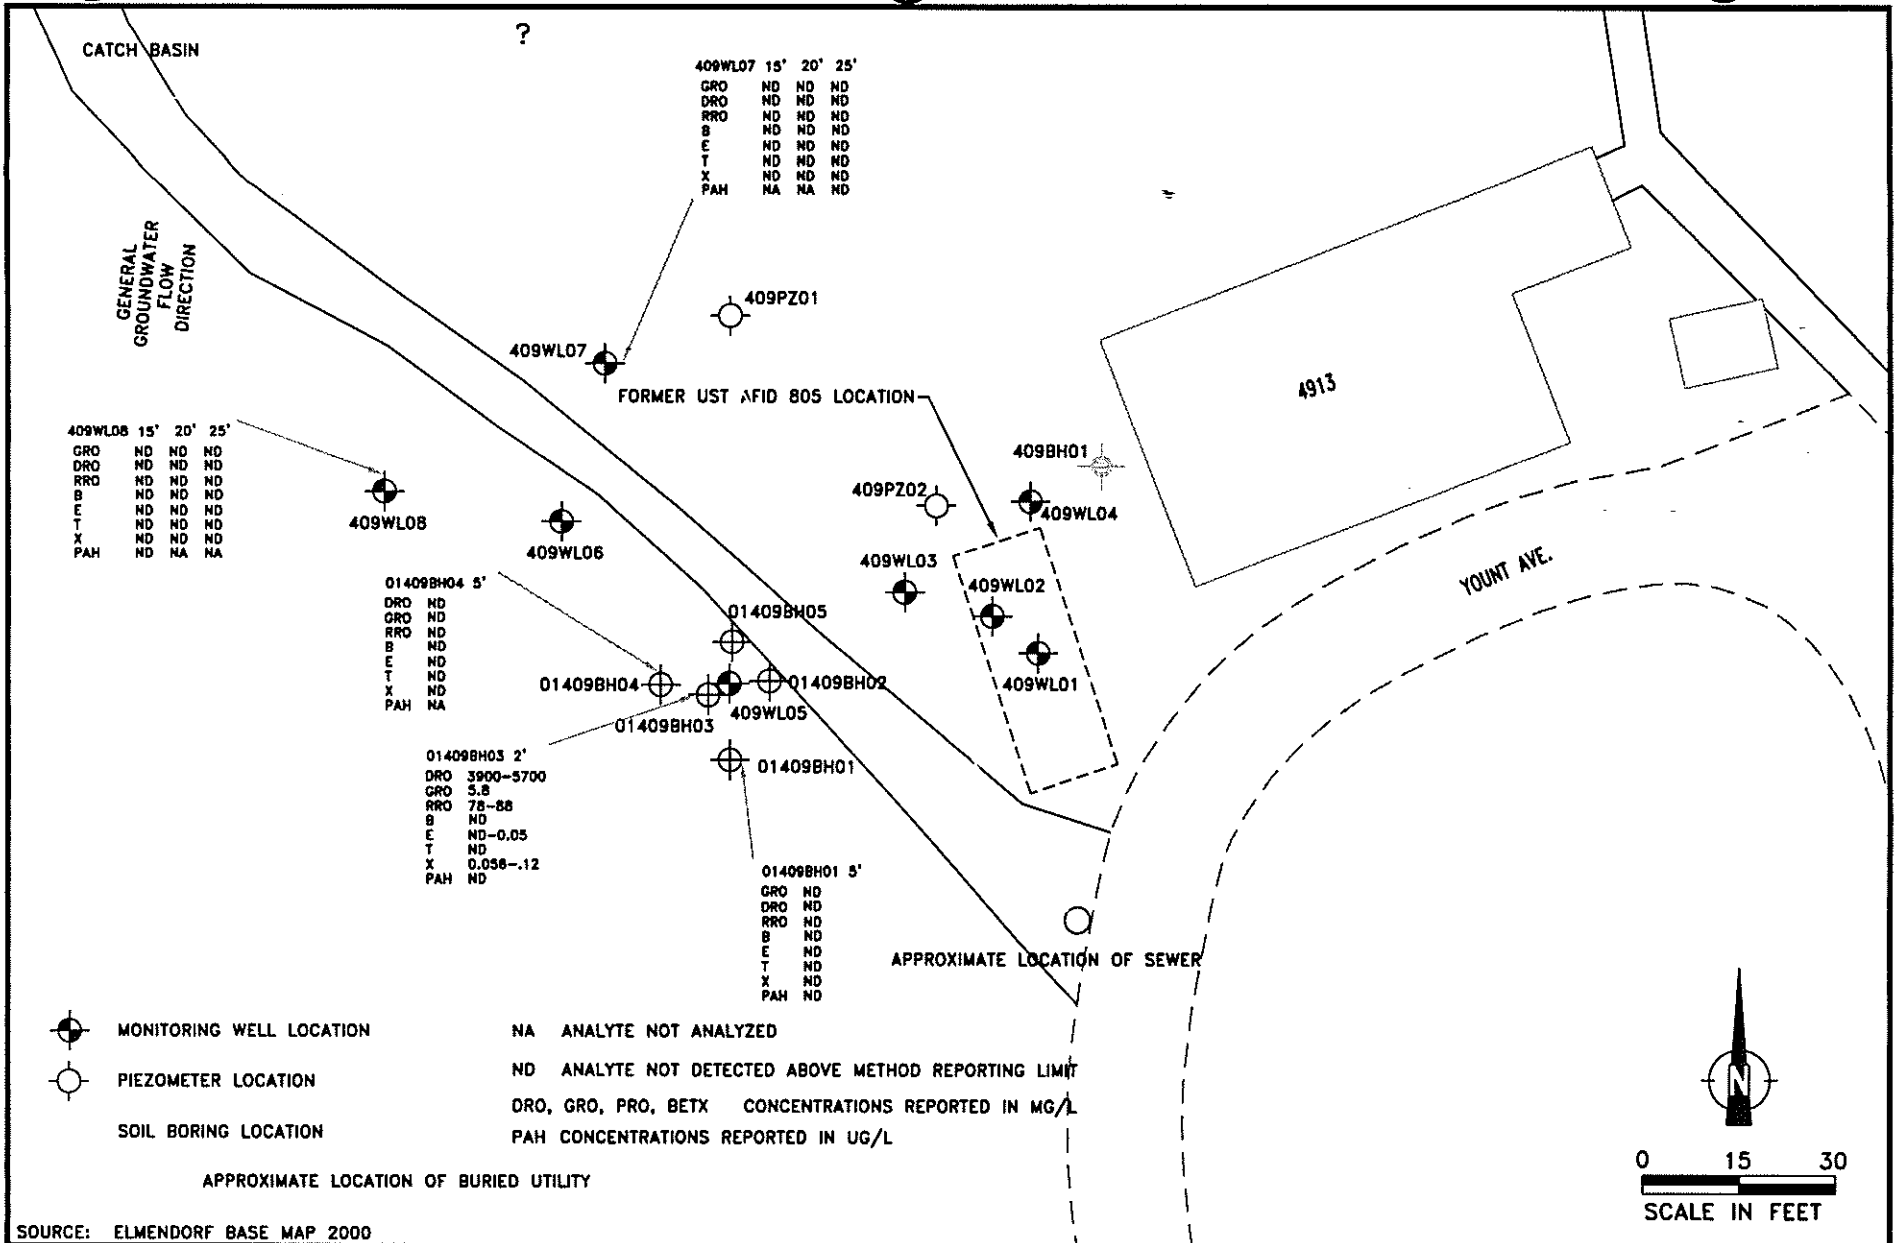 CATCH BASIN
?
409WL07 15' 20' 25'
GRO ND ND ND
DRO ND ND ND
RRO ND ND ND
B ND ND ND
E ND ND ND
T ND ND ND
X ND ND ND
PAH NA NA ND
GENERAL
GROUNDWATER
FLOW
DIRECTION
409PZ01
409WL07
FORMER UST AFID 805 LOCATION
4913
409WL08 15' 20' 25'
GRO ND ND ND
DRO ND ND ND
RRO ND ND ND
B ND ND ND
E ND ND ND
T ND ND ND
X ND ND ND
PAH ND NA NA
409WL08
409WL06
409BH01
409PZ02
409WL04
409WL03
409WL02
409WL01
YOUNT AVE.
01409BH04 5'
DRO ND
GRO ND
RRO ND
B ND
E ND
T ND
X ND
PAH NA
01409BH05
01409BH04
01409BH02
01409BH03
409WL05
01409BH01
01409BH03 2'
DRO 3900-5700
GRO 5.8
RRO 78-88
B ND
E ND-0.05
T ND
X 0.056-.12
PAH ND
01409BH01 5'
GRO ND
DRO ND
RRO ND
B ND
E ND
T ND
X ND
PAH ND
APPROXIMATE LOCATION OF SEWER
MONITORING WELL LOCATION
PIEZOMETER LOCATION
SOIL BORING LOCATION
APPROXIMATE LOCATION OF BURIED UTILITY
NA ANALYTE NOT ANALYZED
ND ANALYTE NOT DETECTED ABOVE METHOD REPORTING LIMIT
DRO, GRO, PRO, BETX CONCENTRATIONS REPORTED IN MG/L
PAH CONCENTRATIONS REPORTED IN UG/L
N
0 15 30
SCALE IN FEET
SOURCE: ELMENDORF BASE MAP 2000